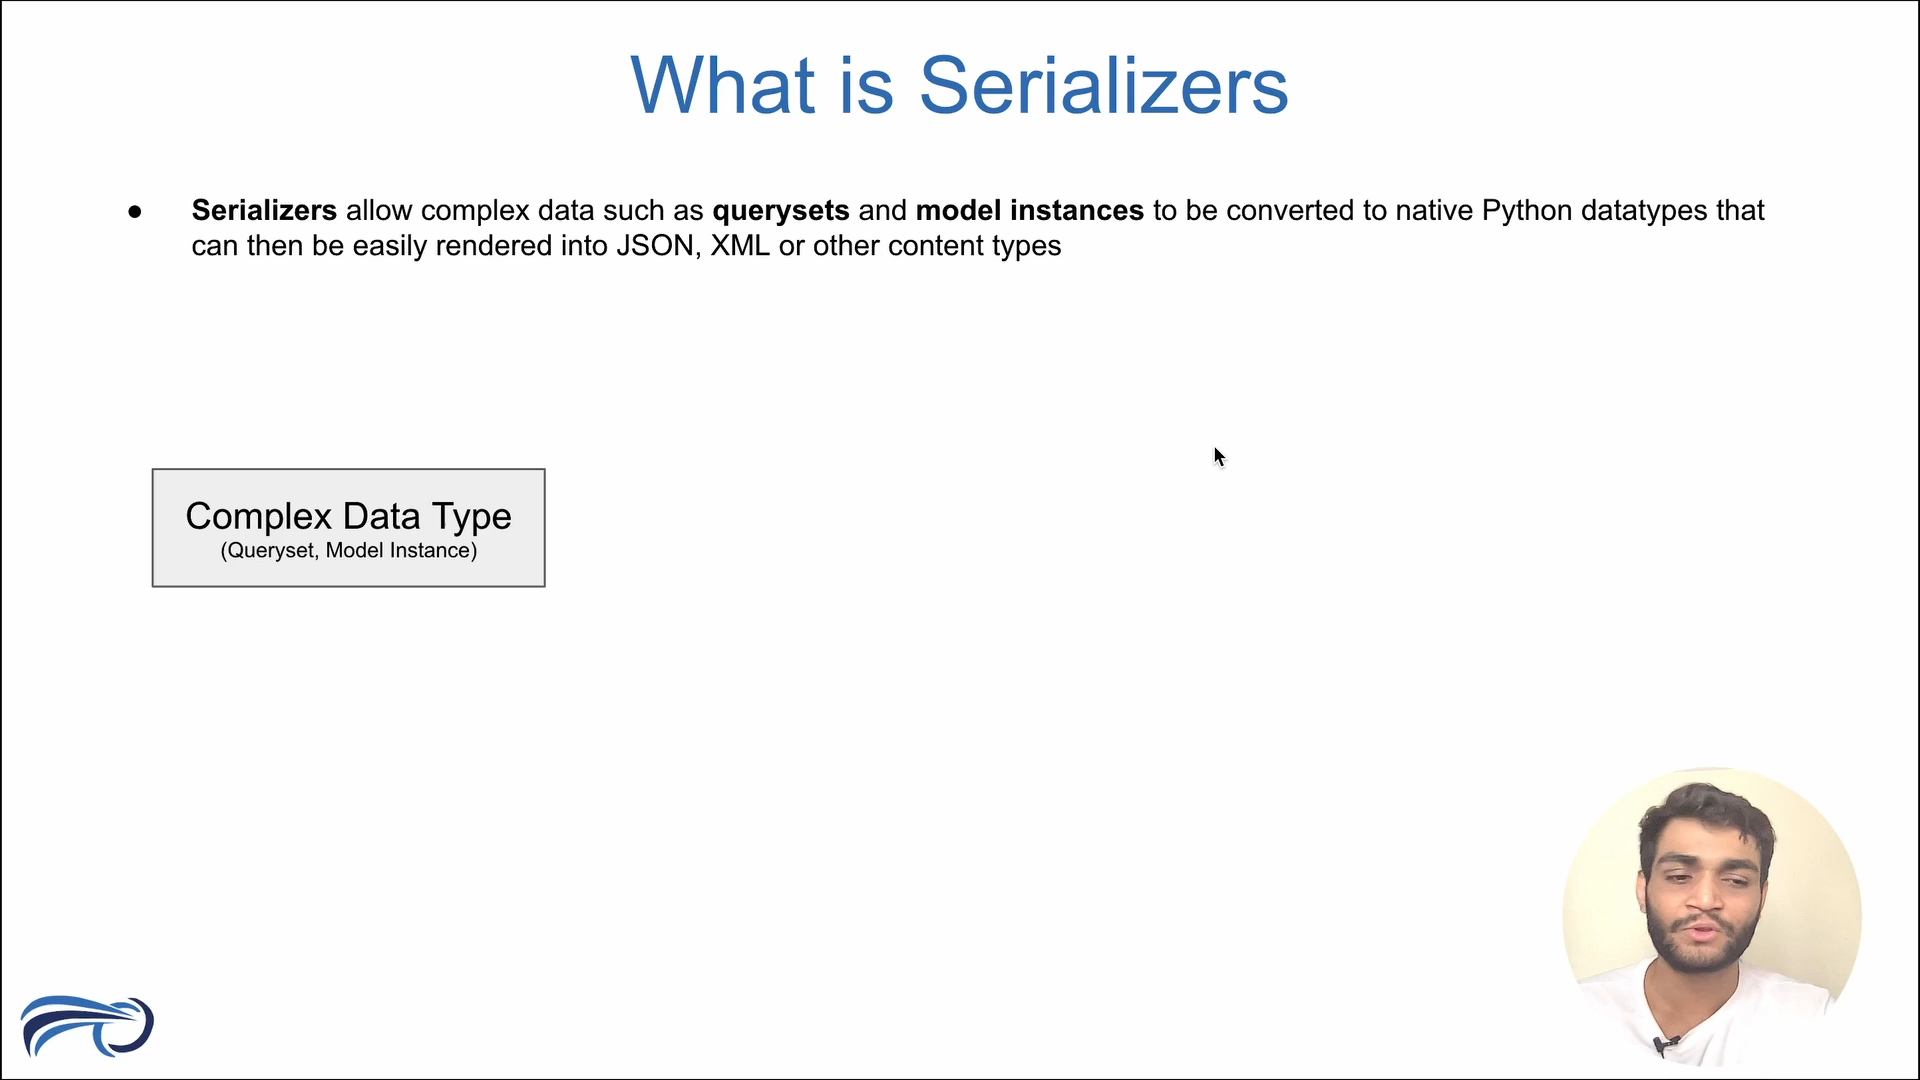 What is Serializers
● Serializers allow complex data such as querysets and model instances to be converted to native Python datatypes that
can then be easily rendered into JSON, XML or other content types
Complex Data Type
(Queryset, Model Instance)